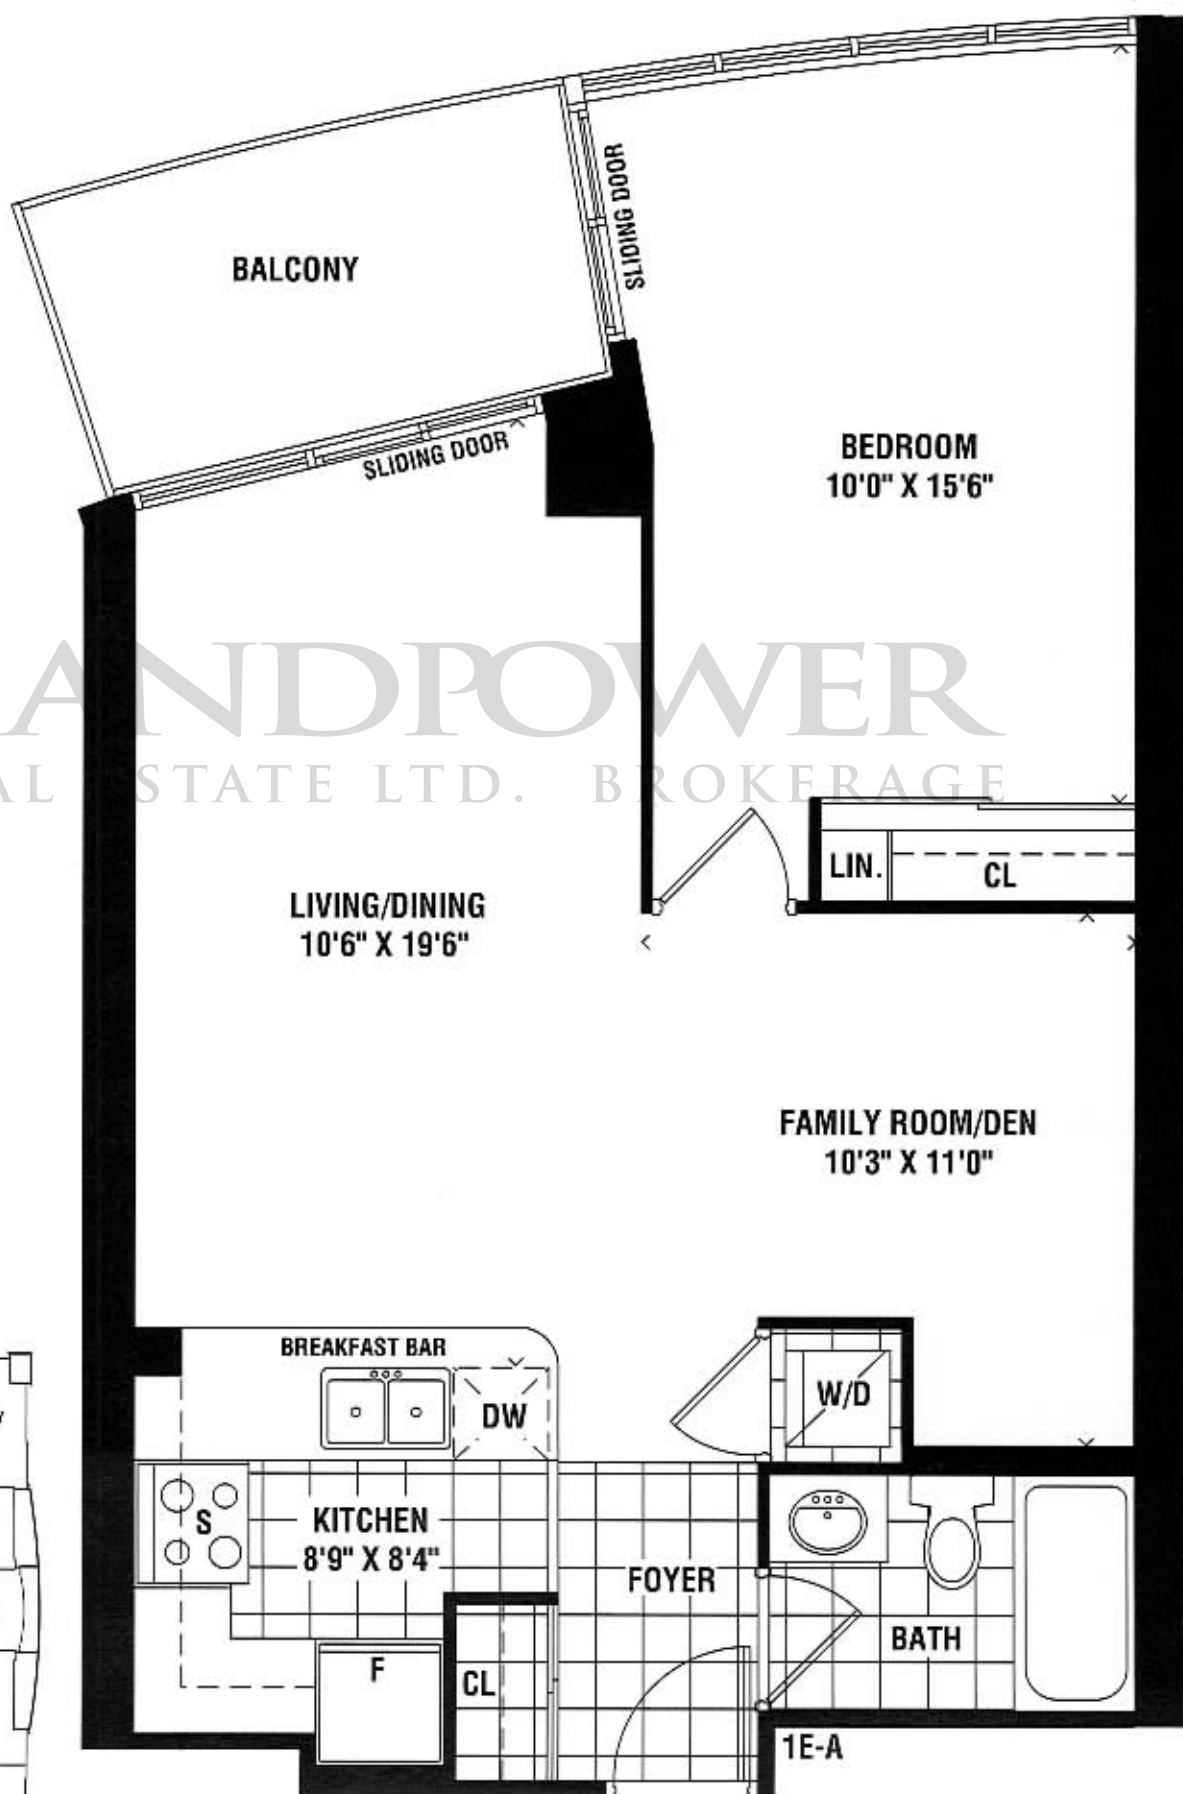 SLIDING DOOR
BALCONY
SLIDING DOOR
BEDROOM
10'0" X 15'6"
ANDPOWER
AL ESTATE LTD. BROKERAGE
LIN.
CL
LIVING/DINING
10'6" X 19'6"
FAMILY ROOM/DEN
10'3" X 11'0"
BREAKFAST BAR
DW
W/D
S
KITCHEN
8'9" X 8'4"
FOYER
BATH
F
CL
1E-A